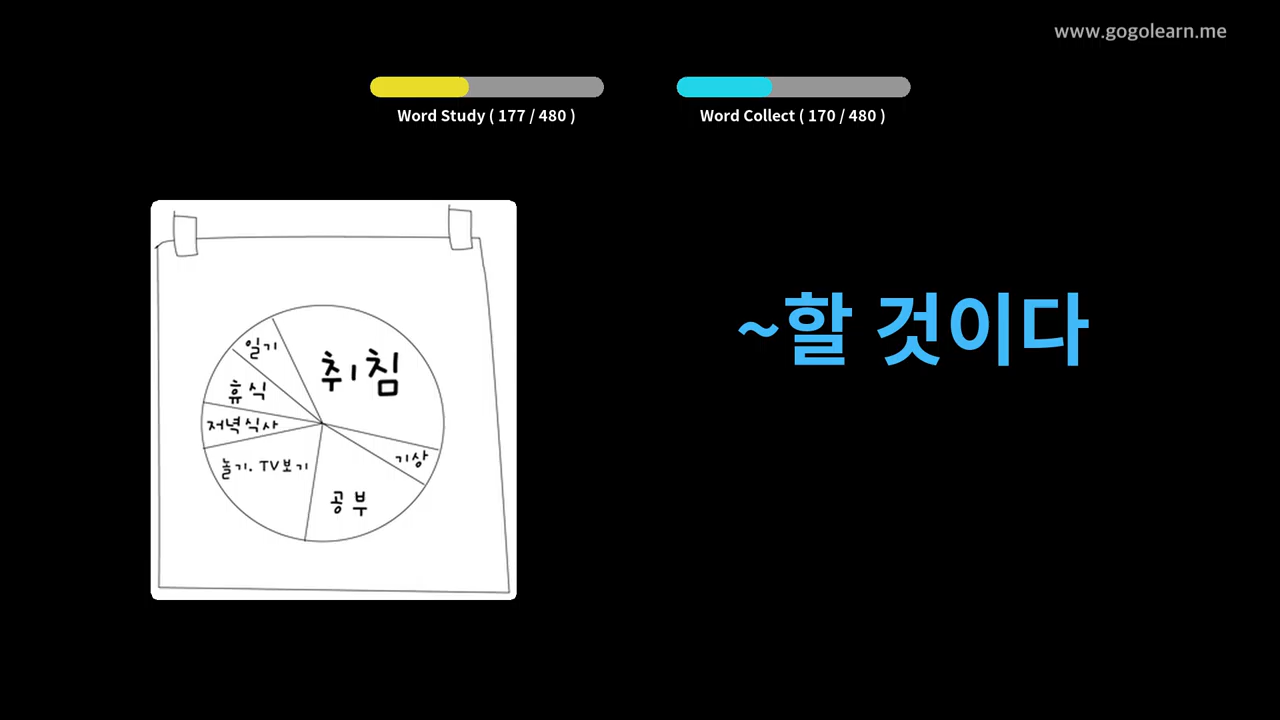 www.gogolearn.me
Word Study ( 177 / 480 )
Word Collect ( 170 / 480 )
일기
취침
휴식
저녁식사
놀기. TV보기
기상
공부
~할 것이다